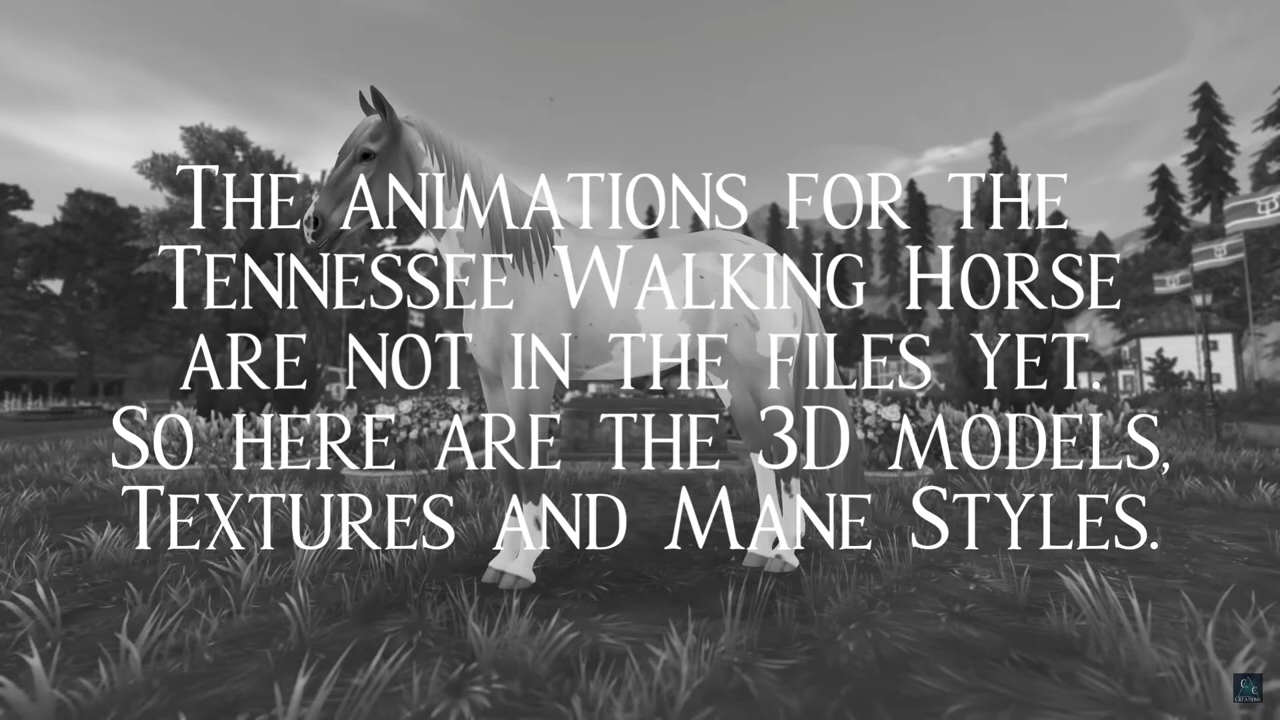 The animations for the
Tennessee Walking Horse
are not in the files yet.
So here are the 3D models,
Textures and Mane Styles.
C C
Creations